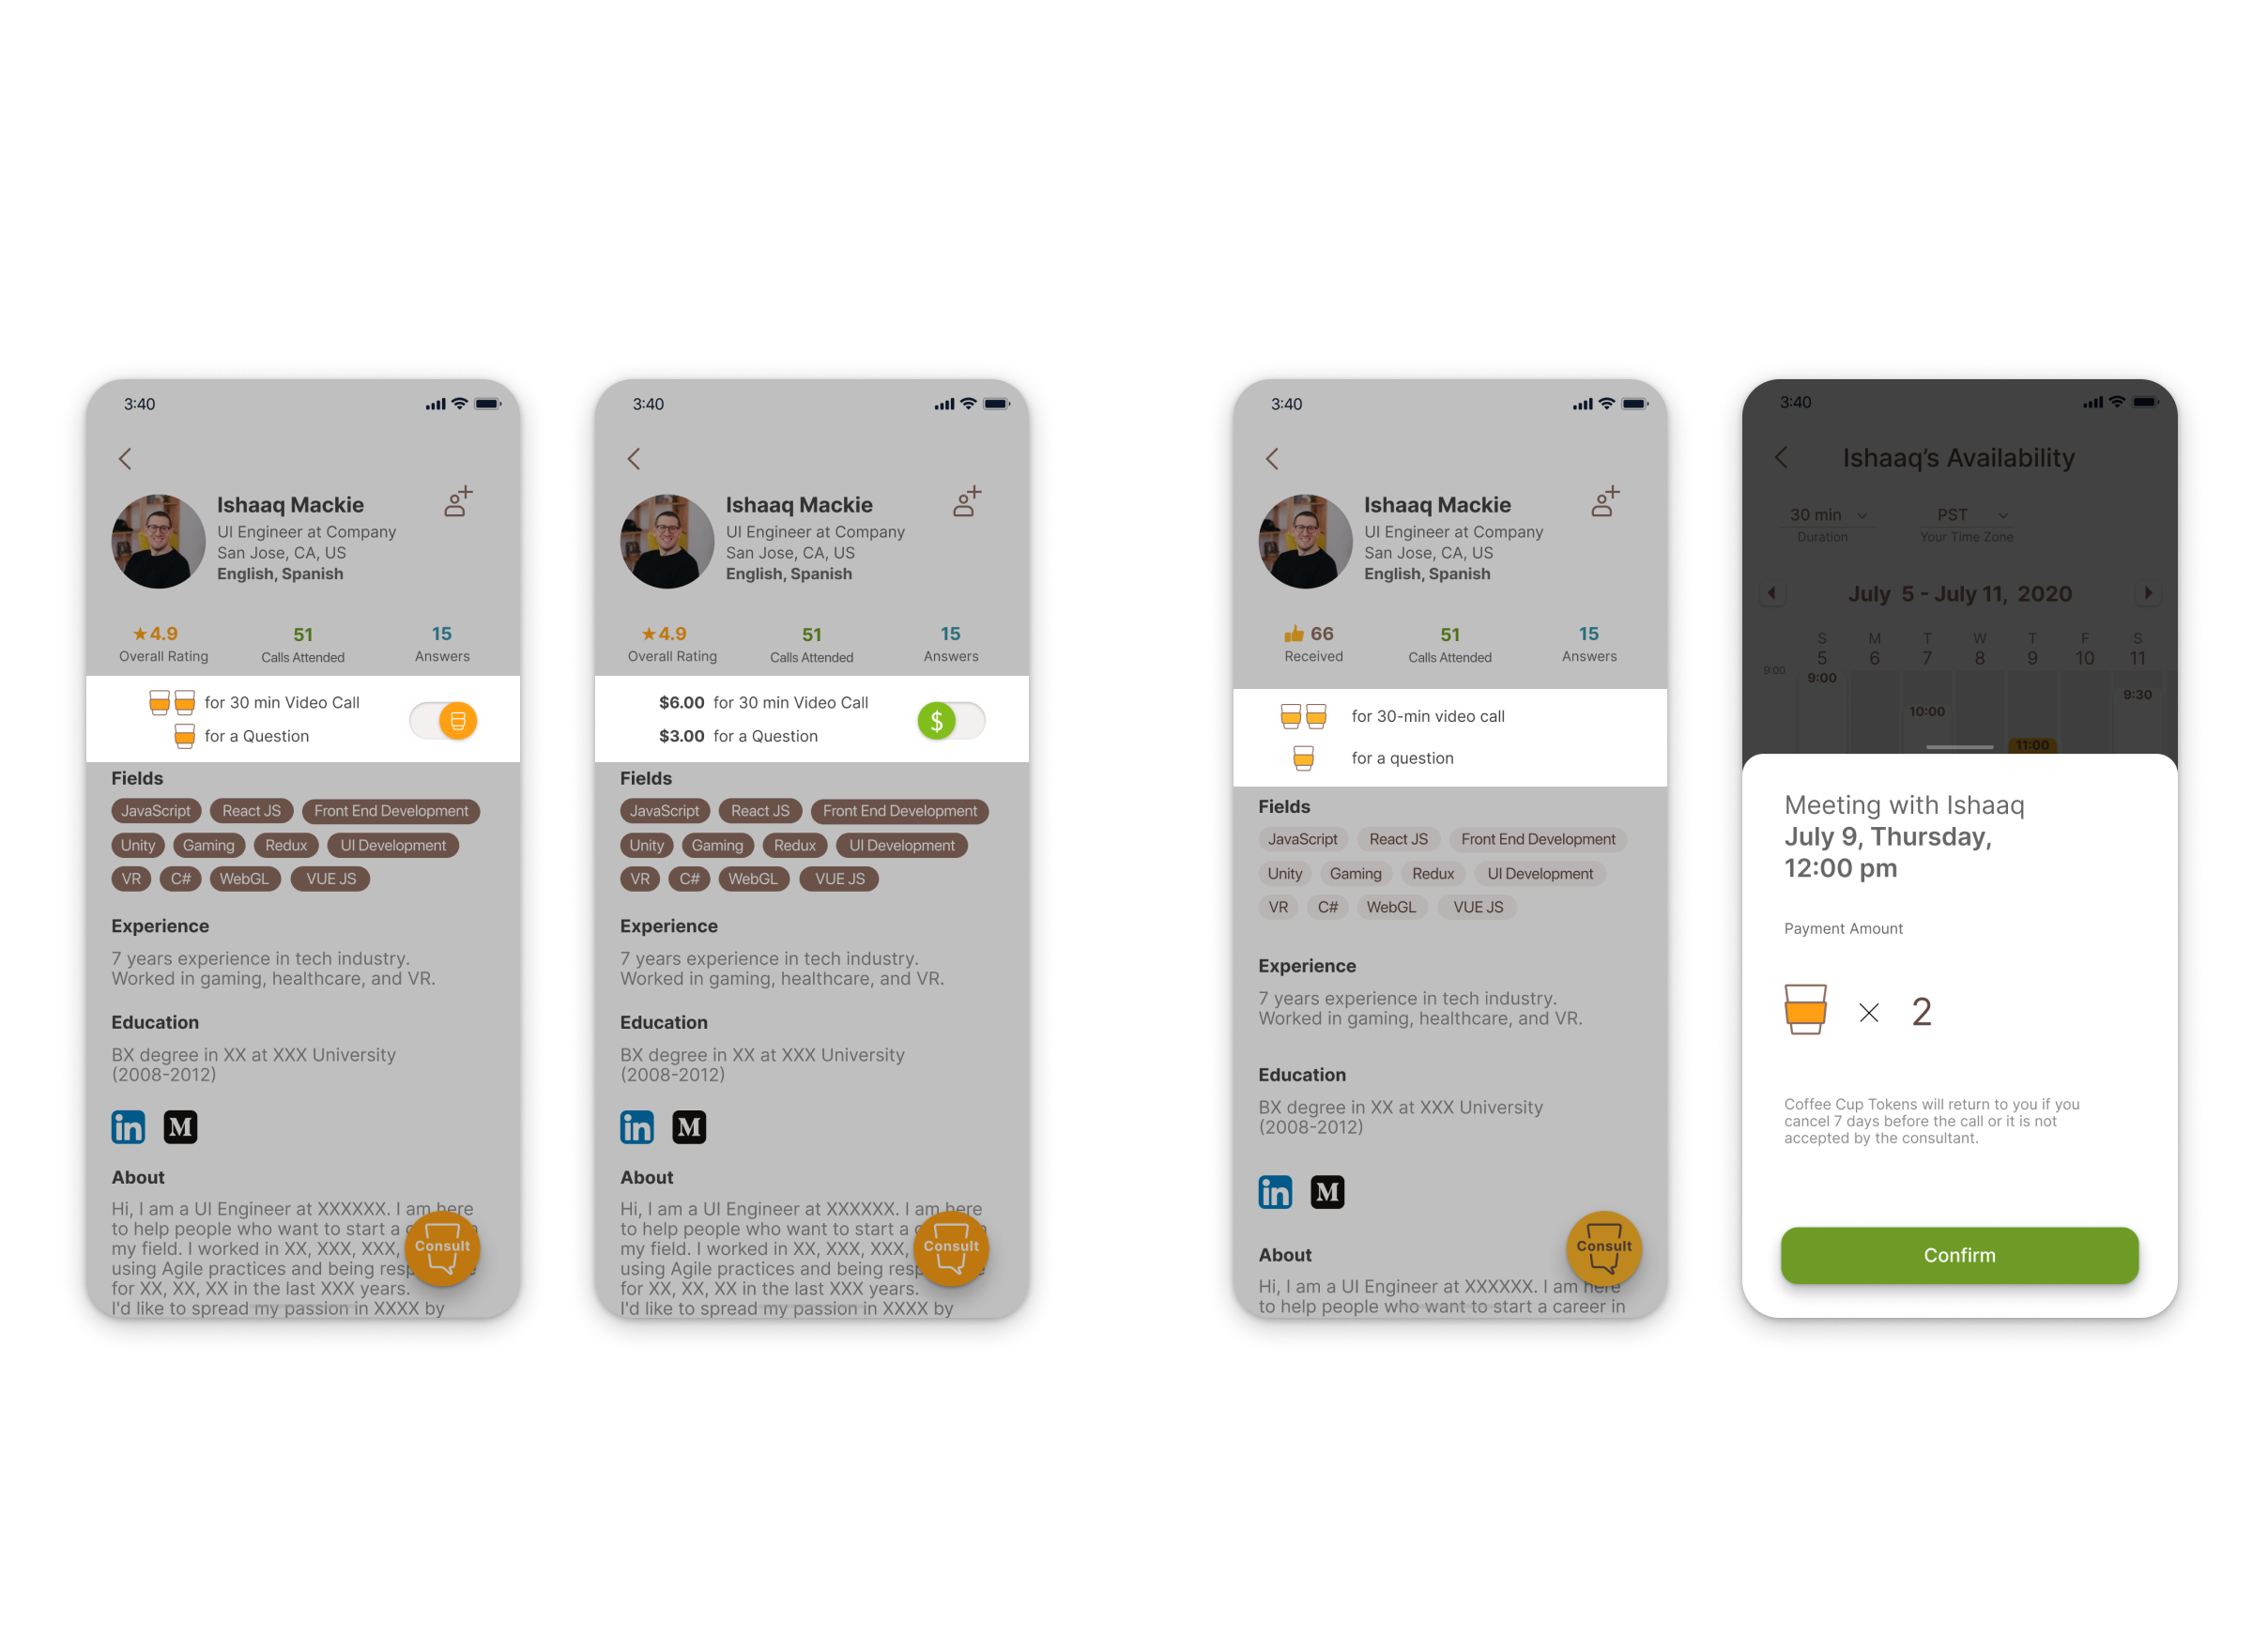 3:40
Ishaaq Mackie
UI Engineer at Company
San Jose, CA, US
English, Spanish
4.9
Overall Rating
51
Calls Attended
15
Answers
for 30 min Video Call
for a Question
Fields
JavaScript React JS Front End Development
Unity Gaming Redux UI Development
VR C# WebGL VUE JS
Experience
7 years experience in tech industry.
Worked in gaming, healthcare, and VR.
Education
BX degree in XX at XXX University
(2008-2012)
in M
About
Hi, I am a UI Engineer at XXXXXX. I am here
to help people who want to start a
my field. I worked in XX, XXX, XXX,
using Agile practices and being
for XX, XX, XX in the last XXX years.
I'd like to spread my passion in XXXX by
Consult
3:40
Ishaaq Mackie
UI Engineer at Company
San Jose, CA, US
English, Spanish
4.9
Overall Rating
51
Calls Attended
15
Answers
$6.00 for 30 min Video Call
$3.00 for a Question
$
Fields
JavaScript React JS Front End Development
Unity Gaming Redux UI Development
VR C# WebGL VUE JS
Experience
7 years experience in tech industry.
Worked in gaming, healthcare, and VR.
Education
BX degree in XX at XXX University
(2008-2012)
in M
About
Hi, I am a UI Engineer at XXXXXX. I am here
to help people who want to start a
my field. I worked in XX, XXX, XXX,
using Agile practices and being
for XX, XX, XX in the last XXX years.
I'd like to spread my passion in XXXX by
Consult
3:40
Ishaaq Mackie
UI Engineer at Company
San Jose, CA, US
English, Spanish
66
Received
51
Calls Attended
15
Answers
for 30-min video call
for a question
Fields
JavaScript React JS Front End Development
Unity Gaming Redux UI Development
VR C# WebGL VUE JS
Experience
7 years experience in tech industry.
Worked in gaming, healthcare, and VR.
Education
BX degree in XX at XXX University
(2008-2012)
in M
About
Hi, I am a UI Engineer at XXXXXX. I am here
to help people who want to start a career in
Consult
3:40
Ishaaq's Availability
30 min PST
Duration Your Time Zone
July 5 - July 11, 2020
S M T W T F S
5 6 7 8 9 10 11
9:00
9:00
9:30
10:00
11:00
Meeting with Ishaaq
July 9, Thursday,
12:00 pm
Payment Amount
× 2
Coffee Cup Tokens will return to you if you
cancel 7 days before the call or it is not
accepted by the consultant.
Confirm